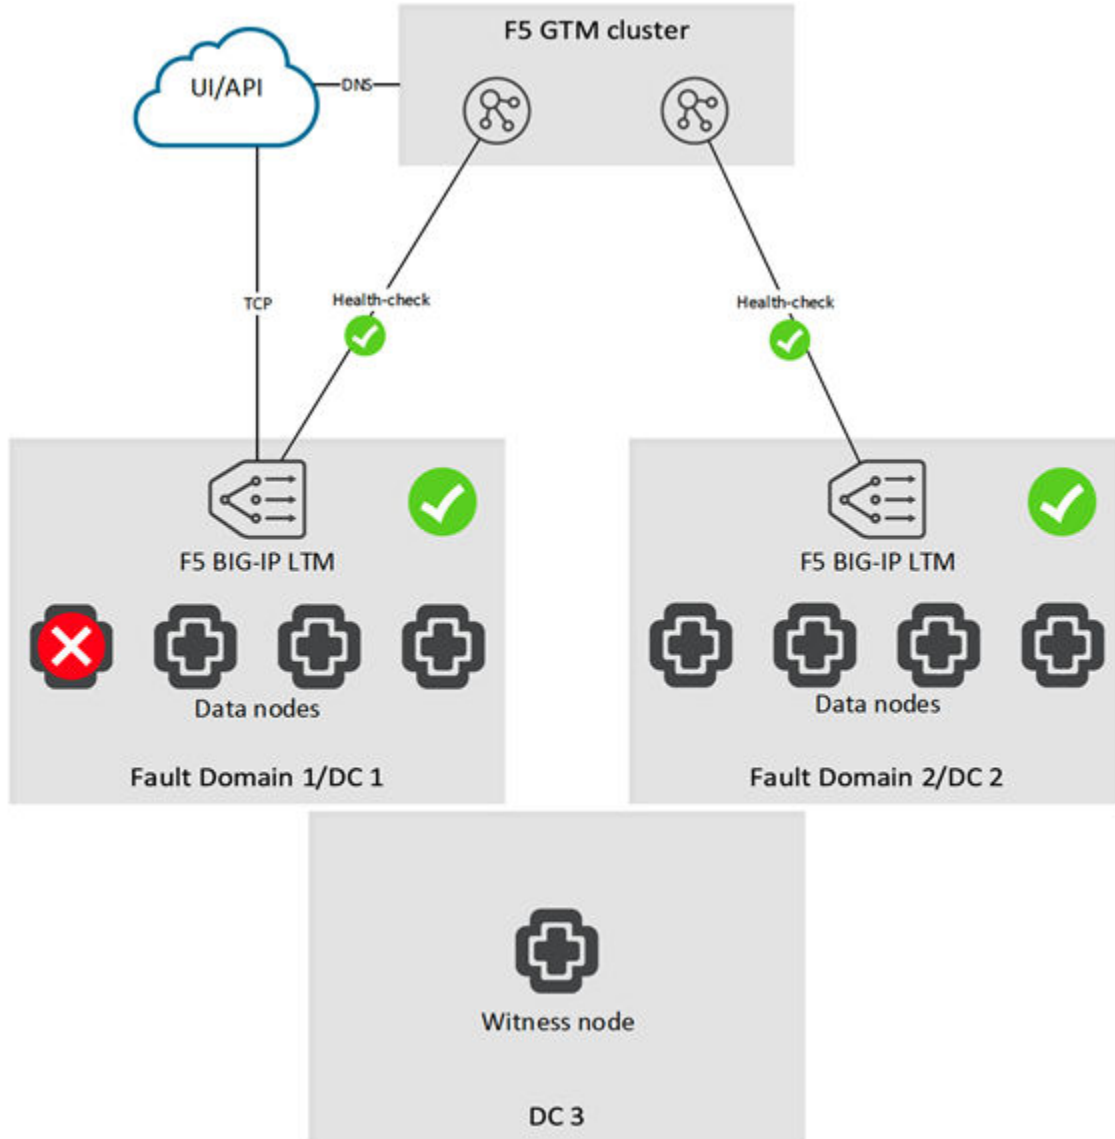 F5 GTM cluster
UI/API
DNS
TCP
Health-check
Health-check
F5 BIG-IP LTM
F5 BIG-IP LTM
Data nodes
Data nodes
Fault Domain 1/DC 1
Fault Domain 2/DC 2
Witness node
DC 3